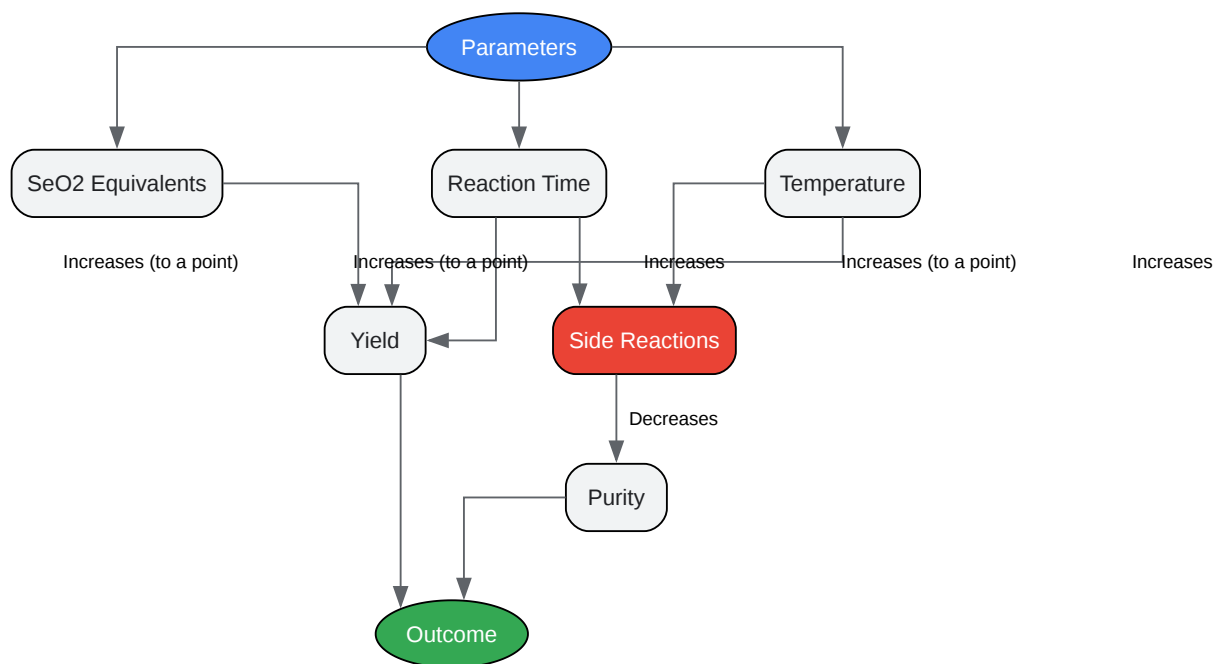 Parameters
SeO2 Equivalents
Reaction Time
Temperature
Increases (to a point)
Increases (to a point)
Increases
Increases (to a point)
Increases
Yield
Side Reactions
Decreases
Purity
Outcome